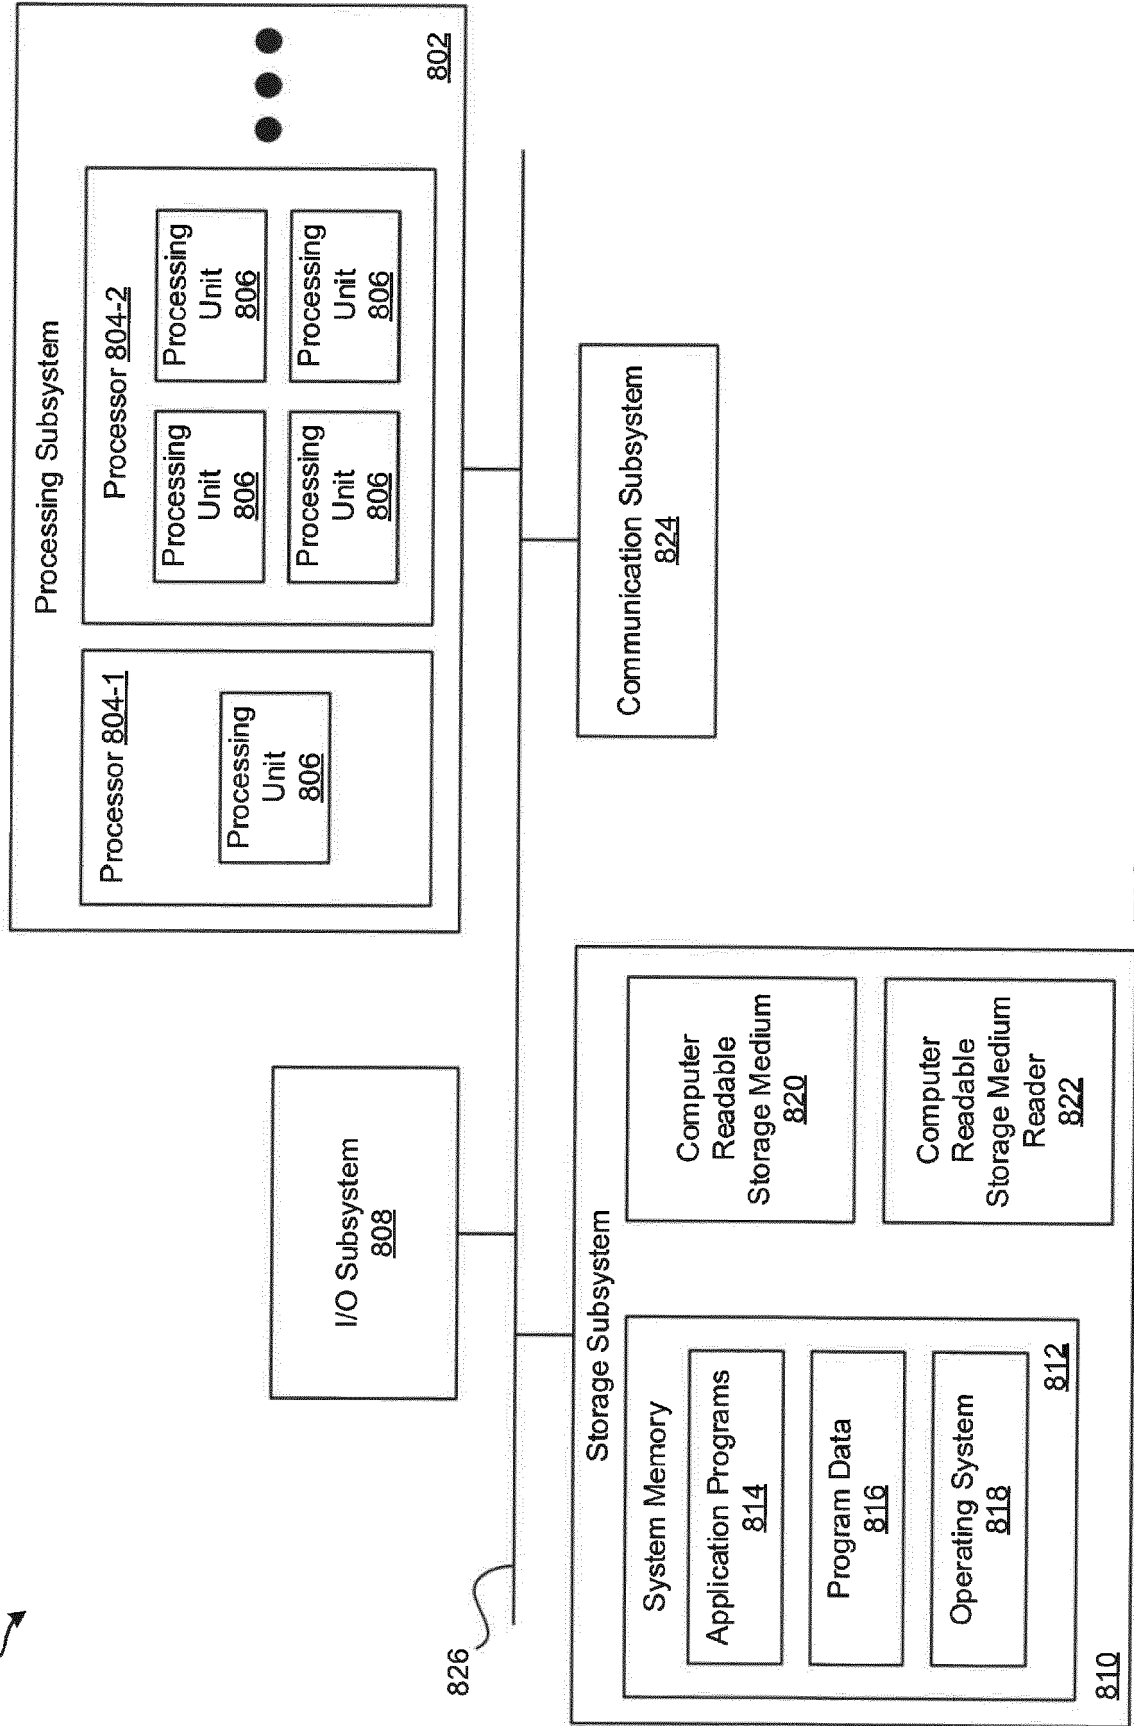 I/O Subsystem
808
Processing Subsystem
Processor 804-1
Processing
Unit
806
Processor 804-2
Processing
Unit
806
Processing
Unit
806
Processing
Unit
806
Processing
Unit
806
802
826
Storage Subsystem
System Memory
Application Programs
814
Program Data
816
Operating System
818
812
810
Computer
Readable
Storage Medium
820
Computer
Readable
Storage Medium
Reader
822
Communication Subsystem
824